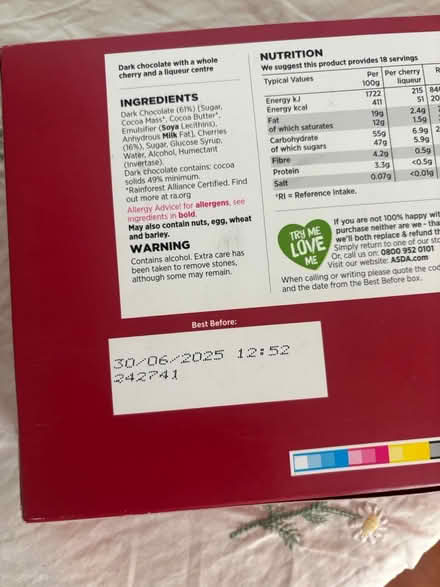 Dark chocolate with a whole
cherry and a liqueur centre
INGREDIENTS
Dark Chocolate (61%) [Sugar,
Cocoa Mass*, Cocoa Butter*,
Emulsifier (Soya Lecithin),
Anhydrous Milk Fat], Cherries
(16%), Sugar, Glucose Syrup,
Water, Alcohol, Humectant
(Invertase).
Dark chocolate contains: cocoa
solids 49% minimum.
*Rainforest Alliance Certified. Find
out more at ra.org
Allergy Advice! for allergens, see
ingredients in bold.
May also contain nuts, egg, wheat
and barley.
WARNING
Contains alcohol. Extra care has
been taken to remove stones,
although some may remain.
NUTRITION
We suggest this product provides 18 servings
Typical Values Per 100g Per cherry liqueur
Energy kJ 1722 215
Energy kcal 411 51
Fat 19g 2.4g
of which saturates 12g 1.5g
Carbohydrate 55g 6.9g
of which sugars 47g 5.9g
Fibre 4.2g 0.5g
Protein 3.3g <0.5g
Salt 0.07g <0.01g
*RI = Reference Intake.
TRY ME
LOVE
ME
If you are not 100% happy wi
purchase neither are we - tha
we'll both replace & refund th
Simply return to one of our sto
Or, call us on: 0800 952 0101
Visit our website: ASDA.com
When calling or writing please quote the co
and the date from the Best Before box.
Best Before:
30/06/2025 12:52
242741